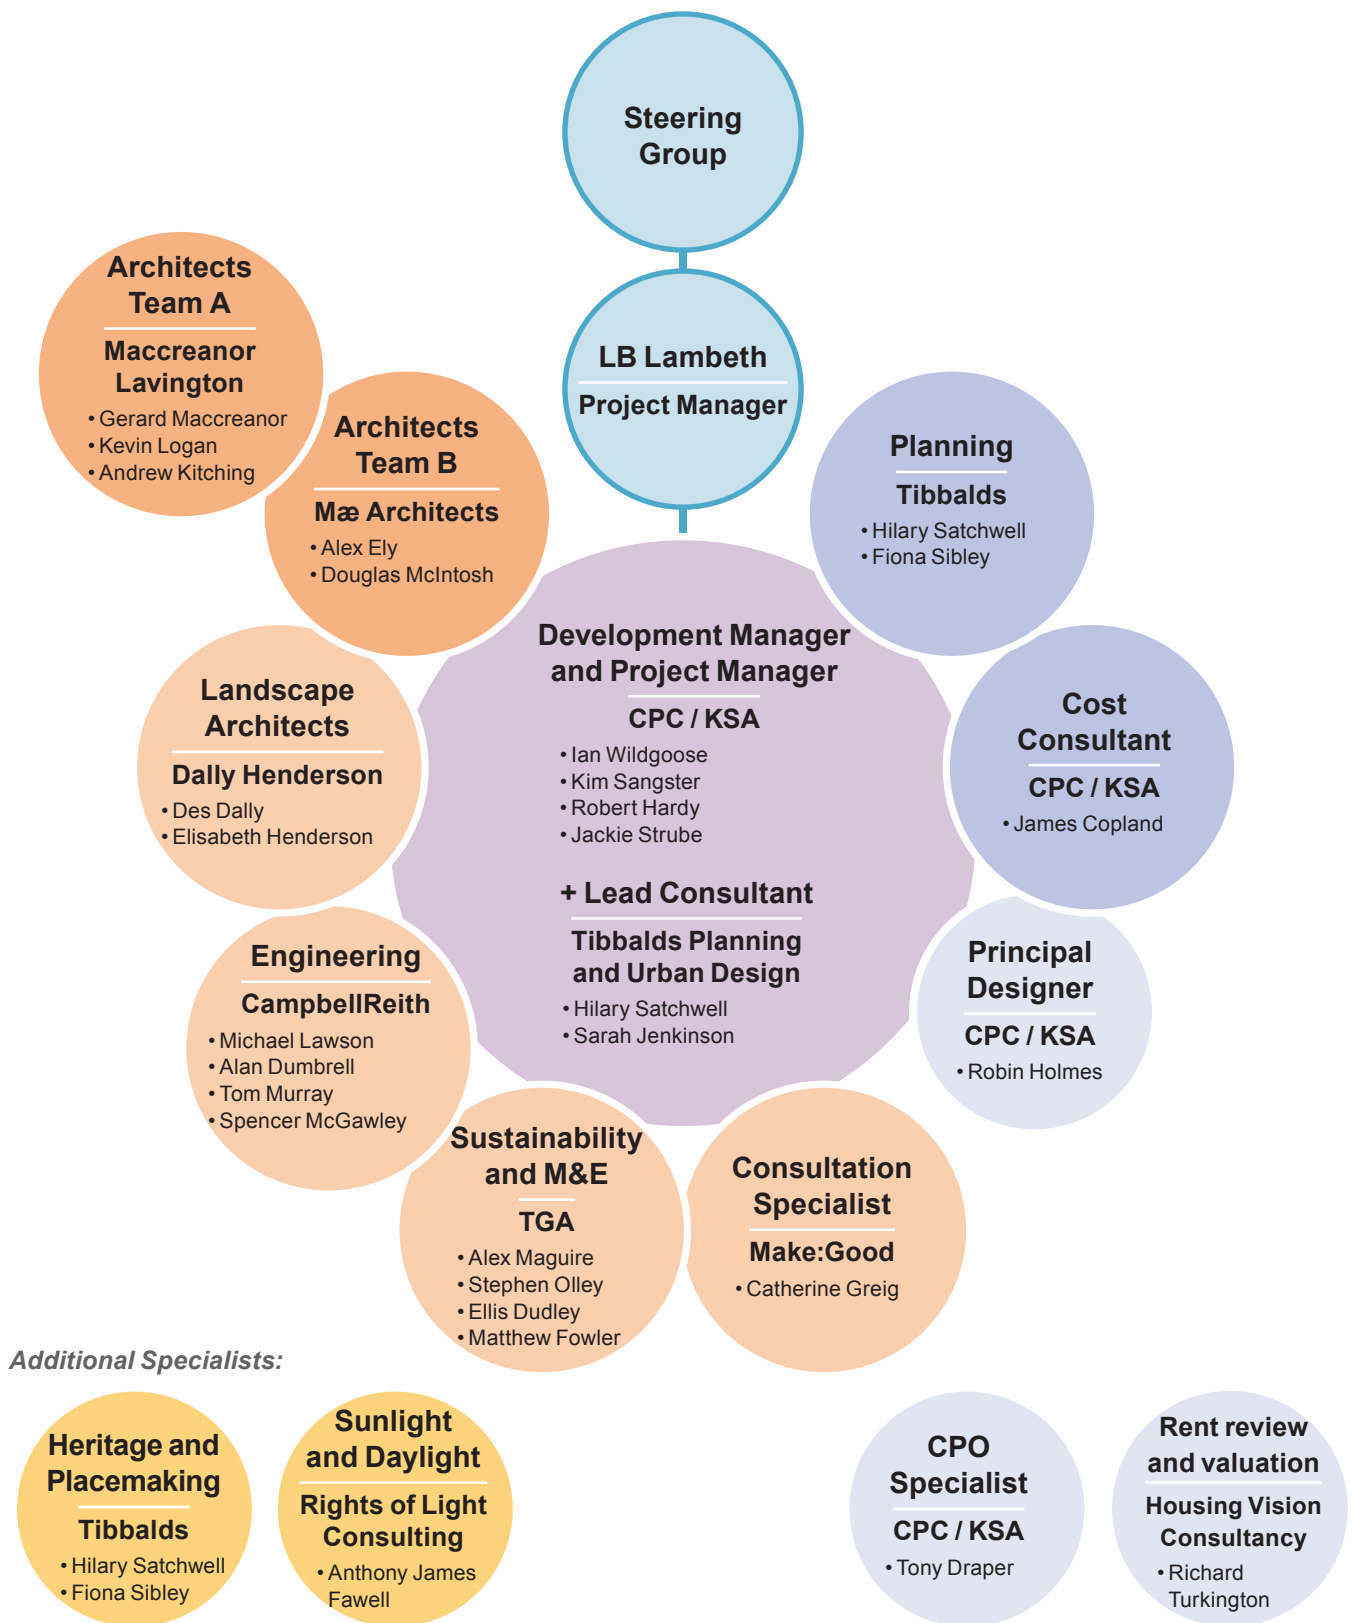 Steering
Group
LB Lambeth
Project Manager
Architects
Team A
Maccreanor
Lavington
• Gerard Maccreanor
• Kevin Logan
• Andrew Kitching
Architects
Team B
Mæ Architects
• Alex Ely
• Douglas McIntosh
Planning
Tibbalds
• Hilary Satchwell
• Fiona Sibley
Development Manager
and Project Manager
CPC / KSA
• Ian Wildgoose
• Kim Sangster
• Robert Hardy
• Jackie Strube
+ Lead Consultant
Tibbalds Planning
and Urban Design
• Hilary Satchwell
• Sarah Jenkinson
Landscape
Architects
Dally Henderson
• Des Dally
• Elisabeth Henderson
Cost
Consultant
CPC / KSA
• James Copland
Engineering
CampbellReith
• Michael Lawson
• Alan Dumbrell
• Tom Murray
• Spencer McGawley
Principal
Designer
CPC / KSA
• Robin Holmes
Sustainability
and M&E
TGA
• Alex Maguire
• Stephen Olley
• Ellis Dudley
• Matthew Fowler
Consultation
Specialist
Make:Good
• Catherine Greig
Additional Specialists:
Heritage and
Placemaking
Tibbalds
• Hilary Satchwell
• Fiona Sibley
Sunlight
and Daylight
Rights of Light
Consulting
• Anthony James
Fawell
CPO
Specialist
CPC / KSA
• Tony Draper
Rent review
and valuation
Housing Vision
Consultancy
• Richard
Turkington